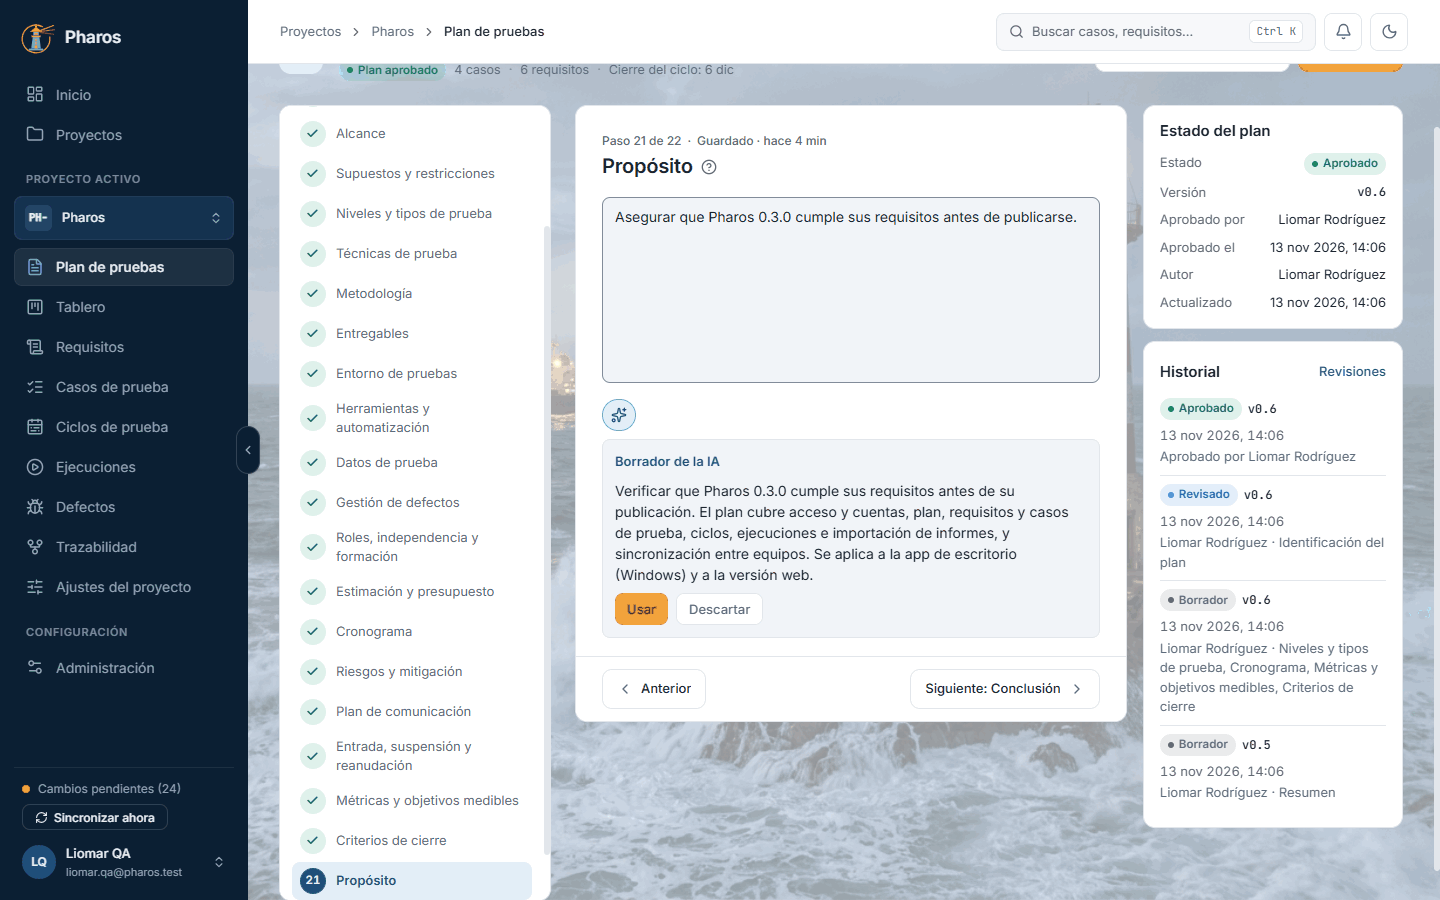 Pharos
Inicio
Proyectos
PROYECTO ACTIVO
PH-
Pharos
Plan de pruebas
Tablero
Requisitos
Casos de prueba
Ciclos de prueba
Ejecuciones
Defectos
Trazabilidad
Ajustes del proyecto
CONFIGURACIÓN
Administración
Cambios pendientes (24)
Sincronizar ahora
LQ
Liomar QA
liomar.qa@pharos.test
Proyectos
Pharos
Plan de pruebas
Buscar casos, requisitos...
Ctrl K
Plan aprobado
4 casos · 6 requisitos · Cierre del ciclo: 6 dic
Alcance
Supuestos y restricciones
Niveles y tipos de prueba
Técnicas de prueba
Metodología
Entregables
Entorno de pruebas
Herramientas y
automatización
Datos de prueba
Gestión de defectos
Roles, independencia y
formación
Estimación y presupuesto
Cronograma
Riesgos y mitigación
Plan de comunicación
Entrada, suspensión y
reanudación
Métricas y objetivos medibles
Criterios de cierre
21
Propósito
Paso 21 de 22 · Guardado · hace 4 min
Propósito
Asegurar que Pharos 0.3.0 cumple sus requisitos antes de publicarse.
Borrador de la IA
Verificar que Pharos 0.3.0 cumple sus requisitos antes de su
publicación. El plan cubre acceso y cuentas, plan, requisitos y casos
de prueba, ciclos, ejecuciones e importación de informes, y
sincronización entre equipos. Se aplica a la app de escritorio
(Windows) y a la versión web.
Usar
Descartar
Anterior
Siguiente: Conclusión
Estado del plan
Estado
Aprobado
Versión
v0.6
Aprobado por
Liomar Rodríguez
Aprobado el
13 nov 2026, 14:06
Autor
Liomar Rodríguez
Actualizado
13 nov 2026, 14:06
Historial
Revisiones
Aprobado
v0.6
13 nov 2026, 14:06
Aprobado por Liomar Rodríguez
Revisado
v0.6
13 nov 2026, 14:06
Liomar Rodríguez · Identificación del
plan
Borrador
v0.6
13 nov 2026, 14:06
Liomar Rodríguez · Niveles y tipos
de prueba, Cronograma, Métricas y
objetivos medibles, Criterios de
cierre
Borrador
v0.5
13 nov 2026, 14:06
Liomar Rodríguez · Resumen